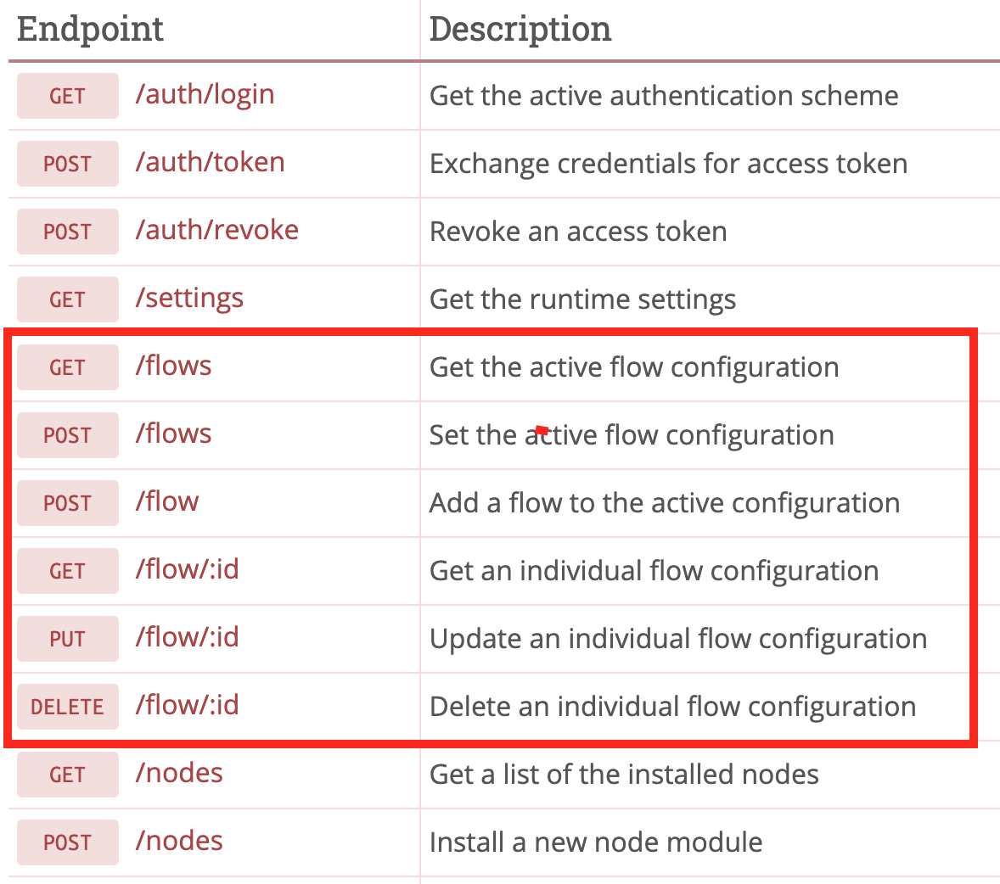 Endpoint Description
GET /auth/login Get the active authentication scheme
POST /auth/token Exchange credentials for access token
POST /auth/revoke Revoke an access token
GET /settings Get the runtime settings
GET /flows Get the active flow configuration
POST /flows Set the active flow configuration
POST /flow Add a flow to the active configuration
GET /flow/:id Get an individual flow configuration
PUT /flow/:id Update an individual flow configuration
DELETE /flow/:id Delete an individual flow configuration
GET /nodes Get a list of the installed nodes
POST /nodes Install a new node module